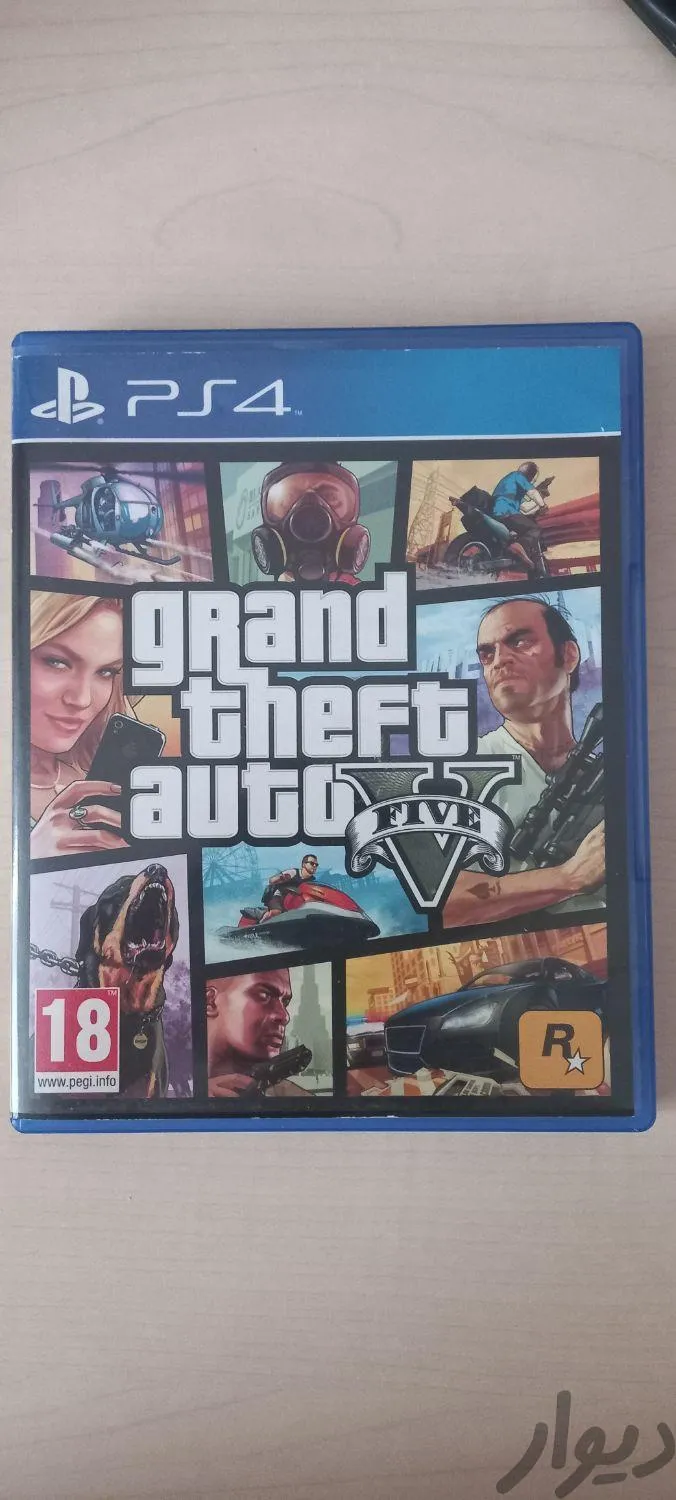 PS4
grand
theft
auto V
FIVE
18
www.pegi.info
R
دیوار